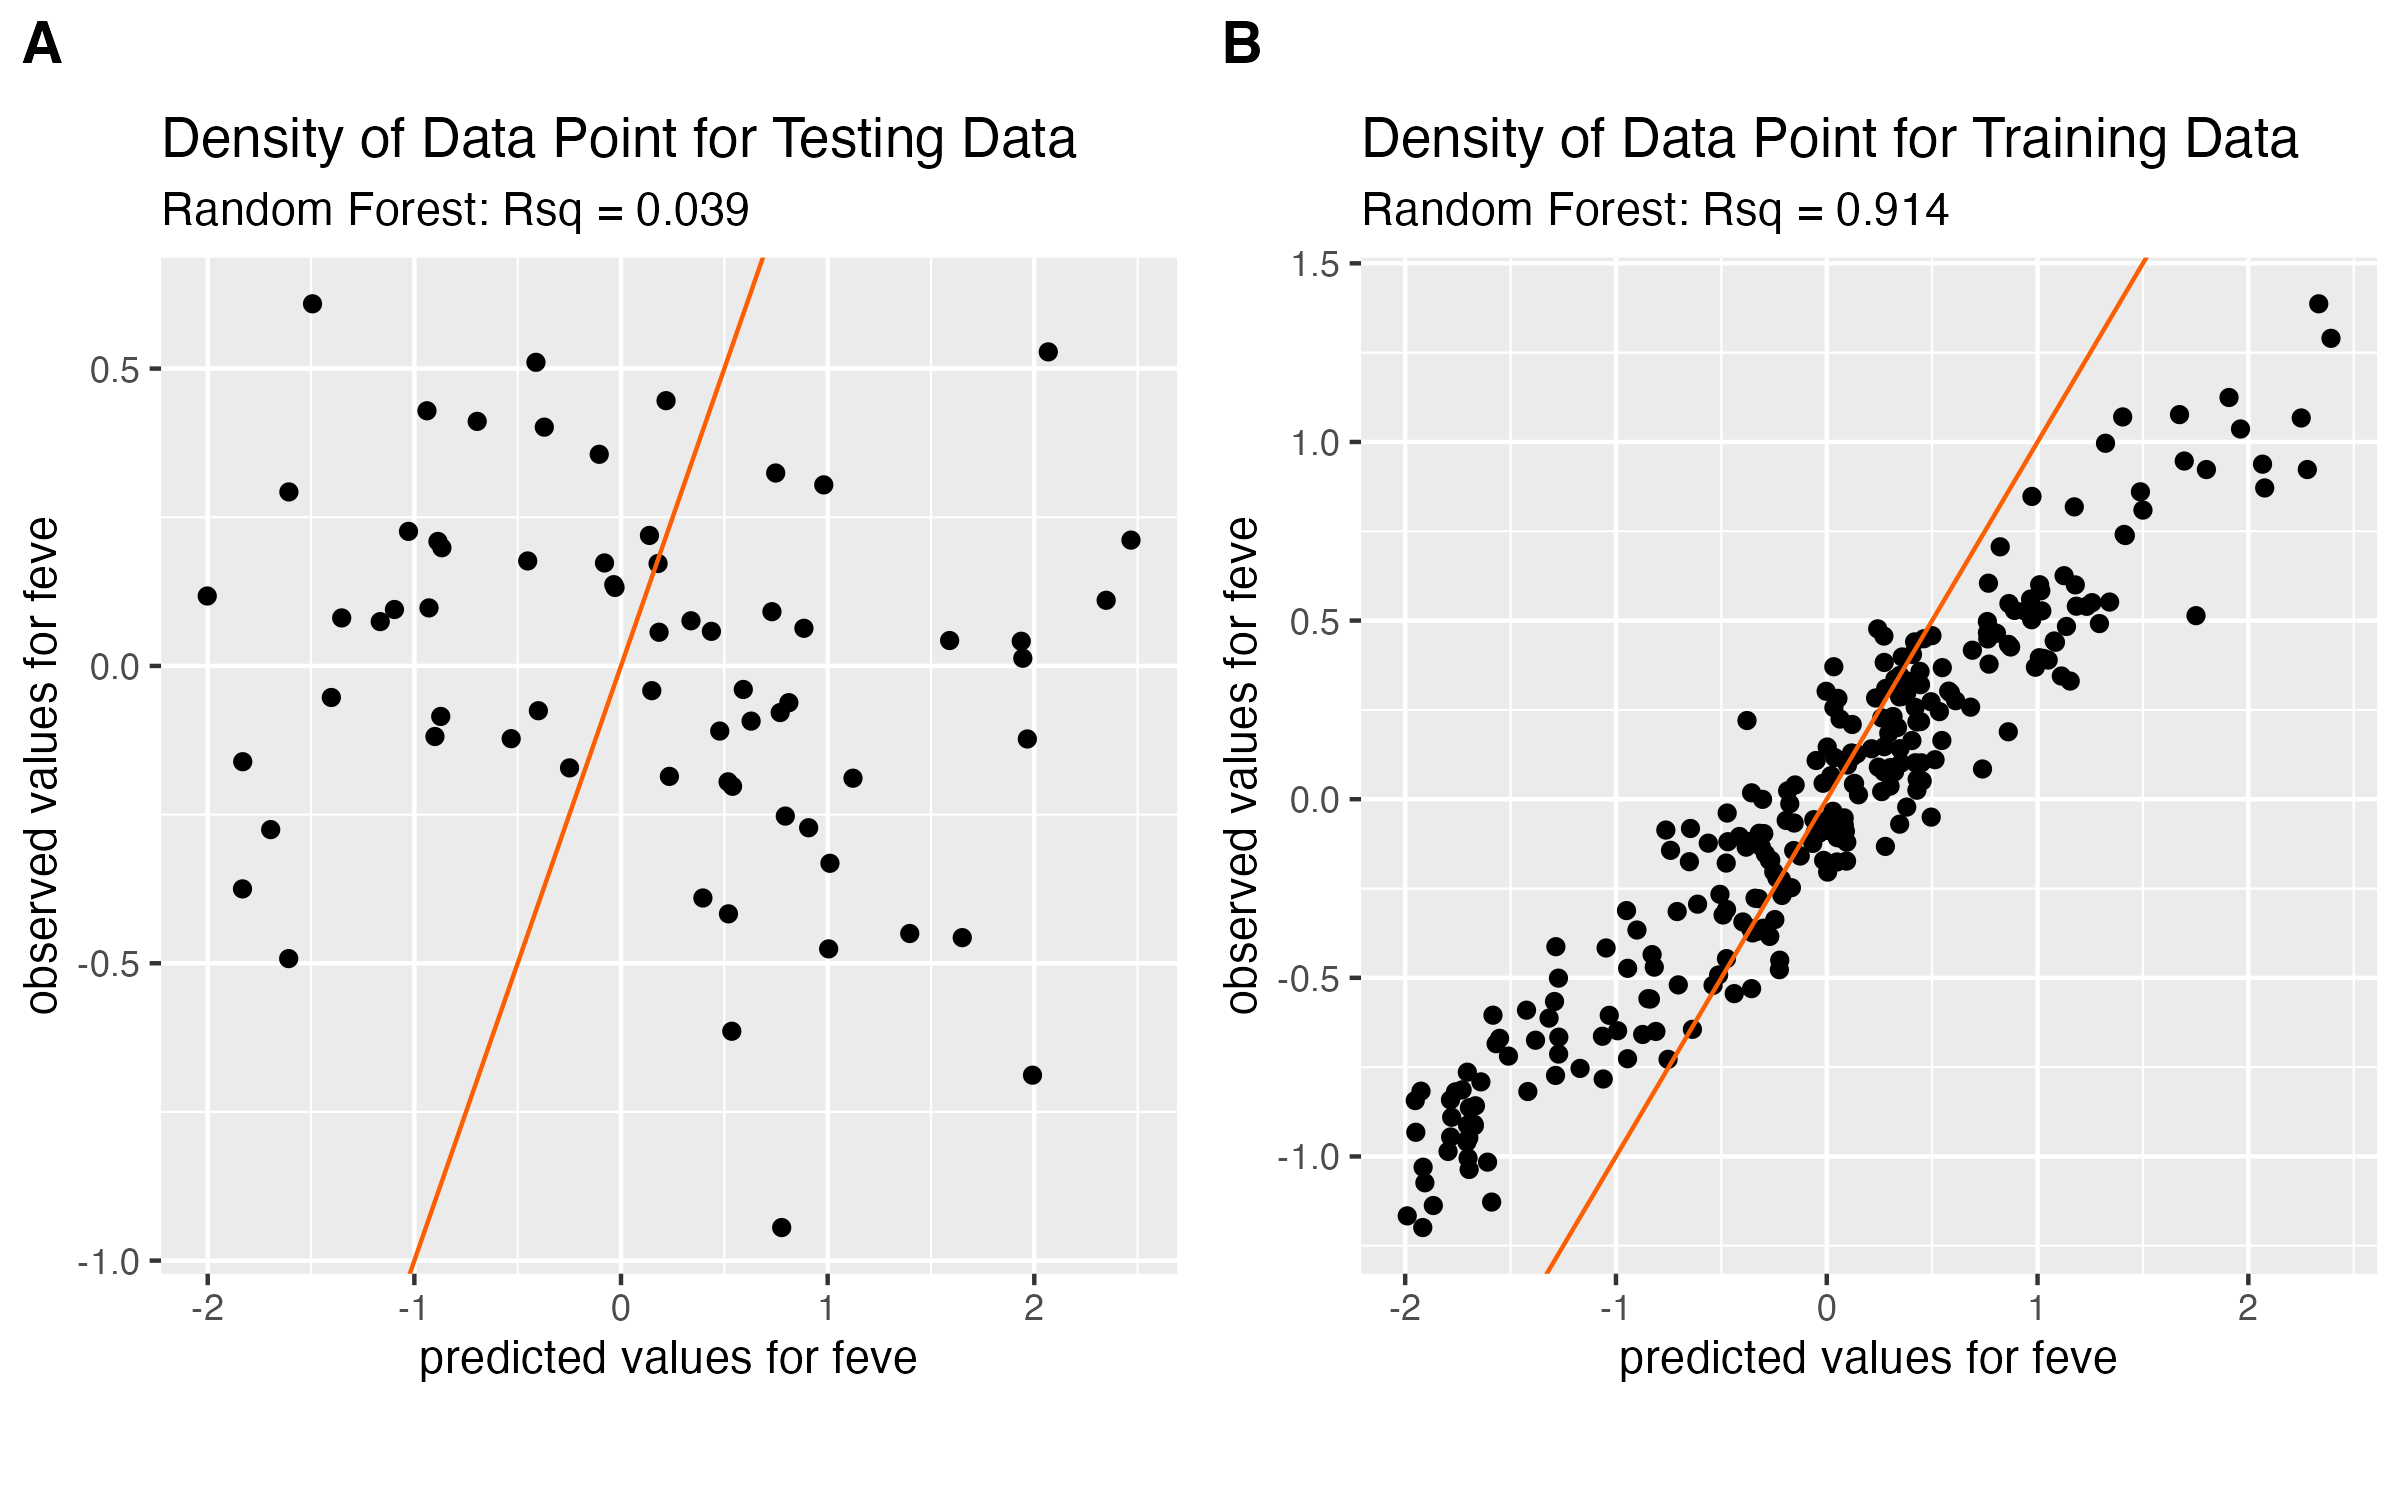 A
Density of Data Point for Testing Data
Random Forest: Rsq = 0.039
observed values for feve
0.5
0.0
-0.5
-1.0
-2 -1 0 1 2
predicted values for feve
B
Density of Data Point for Training Data
Random Forest: Rsq = 0.914
observed values for feve
1.5
1.0
0.5
0.0
-0.5
-1.0
-2 -1 0 1 2
predicted values for feve